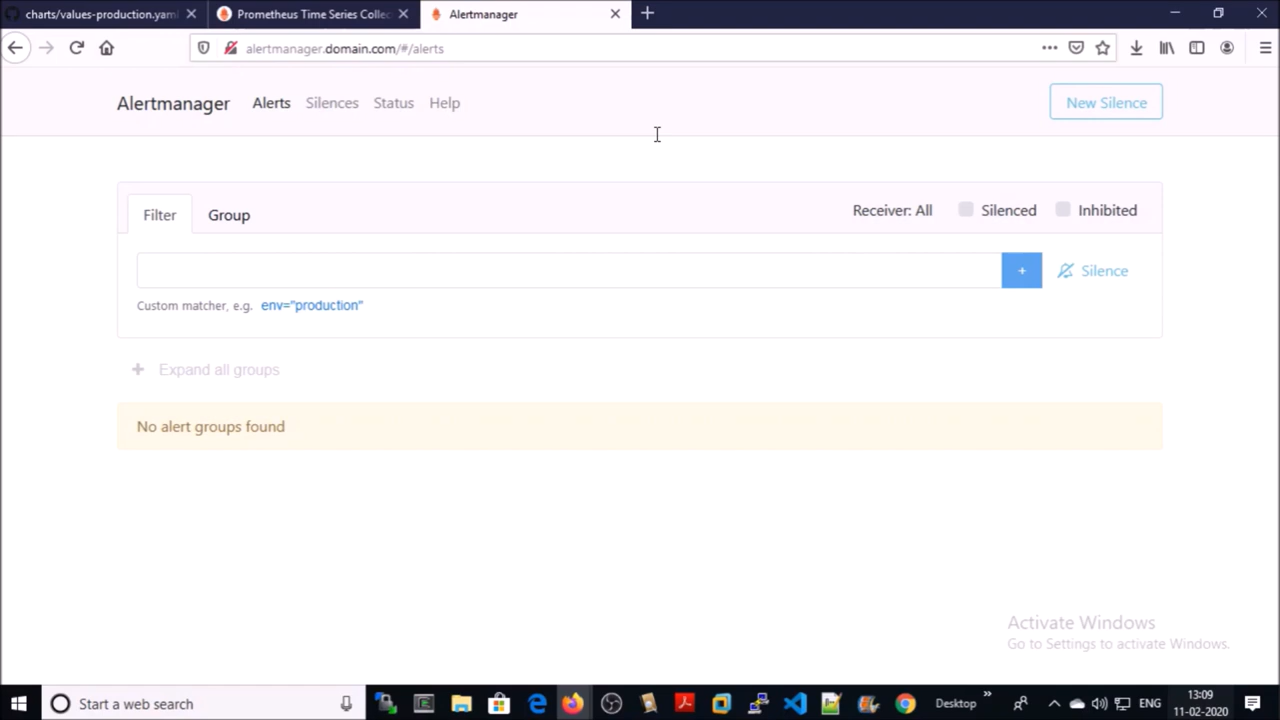 charts/values-production.yaml
Prometheus Time Series Collec
Alertmanager
alertmanager.domain.com/#/alerts
Alertmanager Alerts Silences Status Help New Silence
Filter Group Receiver: All Silenced Inhibited
+ Silence
Custom matcher, e.g. env="production"
+ Expand all groups
No alert groups found
Activate Windows
Go to Settings to activate Windows.
Start a web search Desktop ENG 13:09
11-02-2020